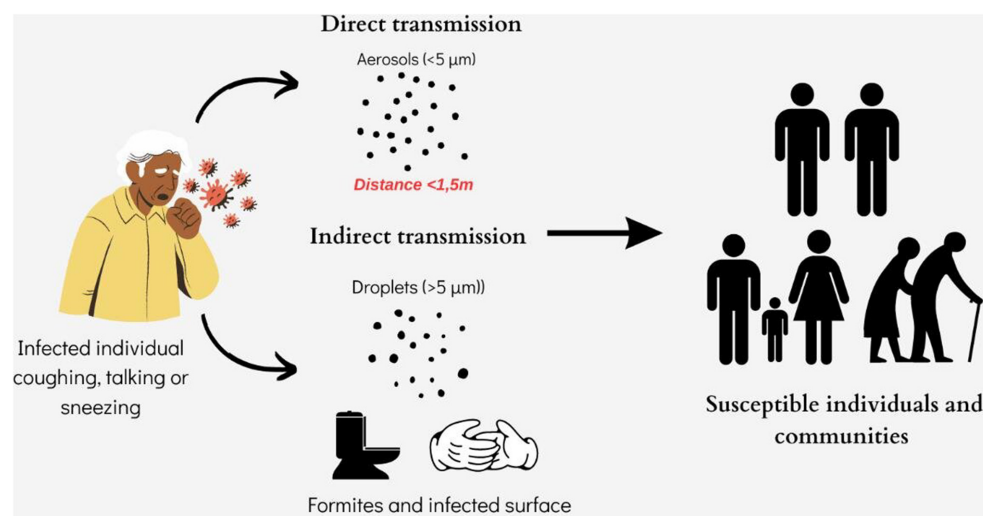 Direct transmission
Aerosols (<5 μm)
Distance <1,5m
Indirect transmission
Droplets (>5 μm))
Formites and infected surface
Infected individual
coughing, talking or
sneezing
Susceptible individuals and
communities